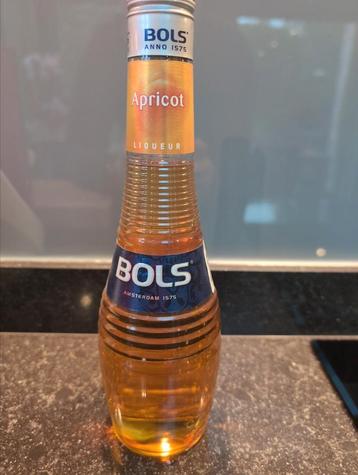 BOLS
ANNO 1575
Apricot
LIQUEUR
BOLS
AMSTERDAM 1575